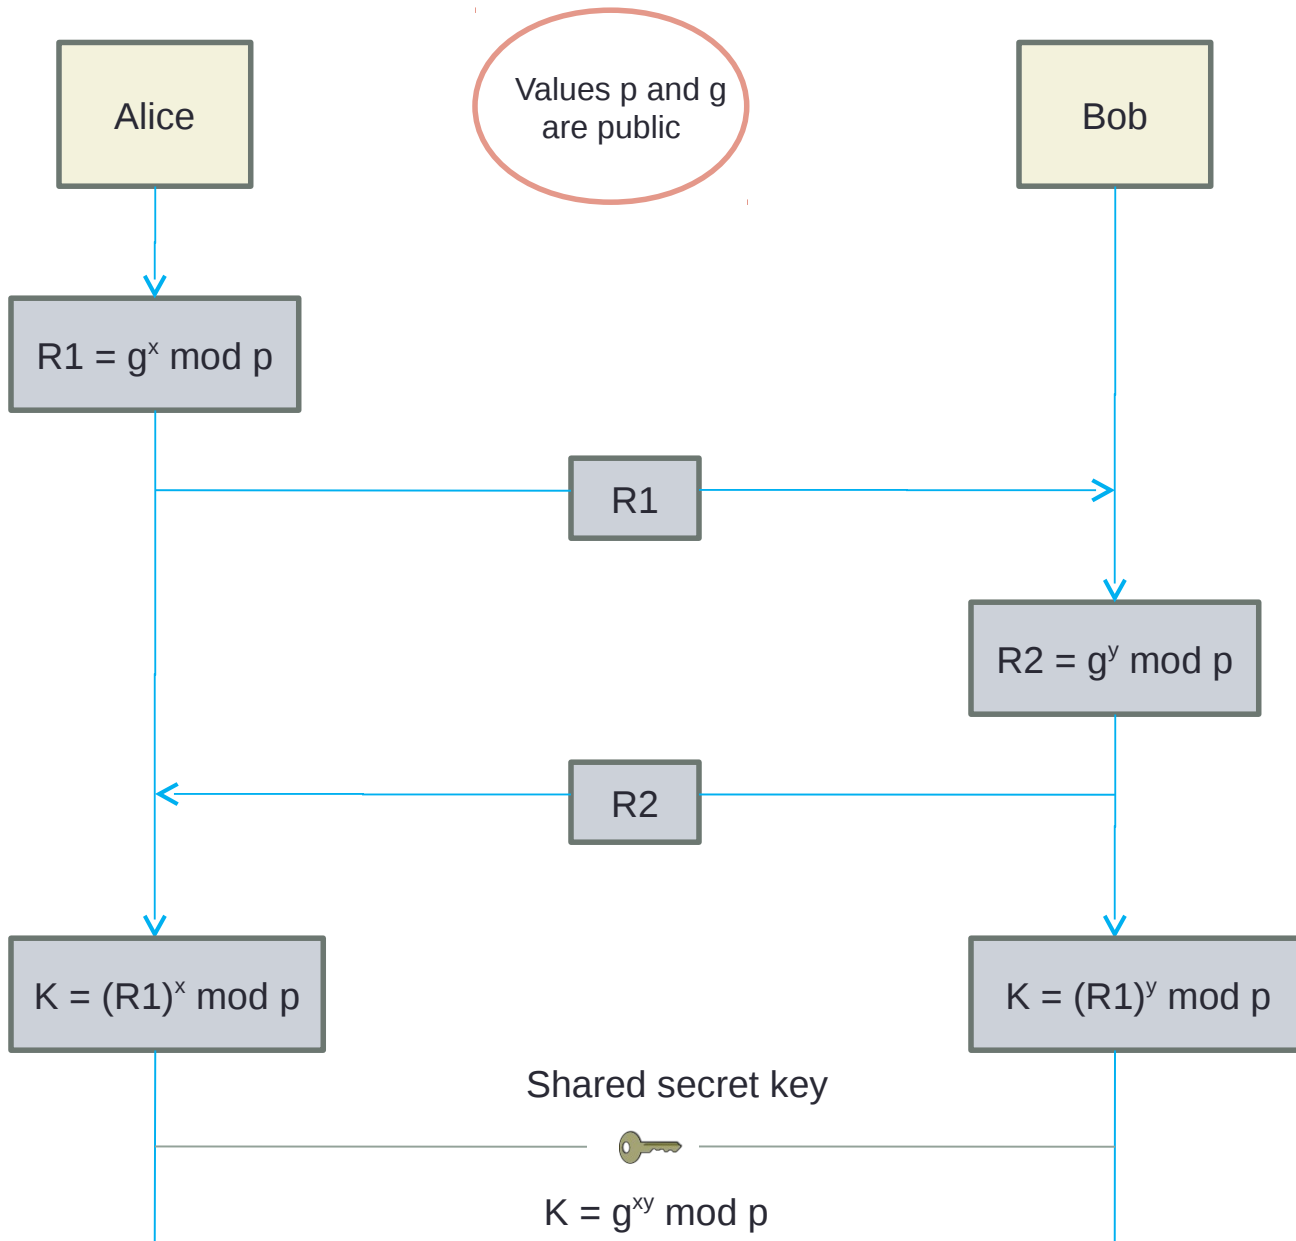 Alice
Values p and g
are public
Bob
R1 = gˣ mod p
R1
R2 = gʸ mod p
R2
K = (R1)ˣ mod p
K = (R1)ʸ mod p
Shared secret key
K = gˣʸ mod p